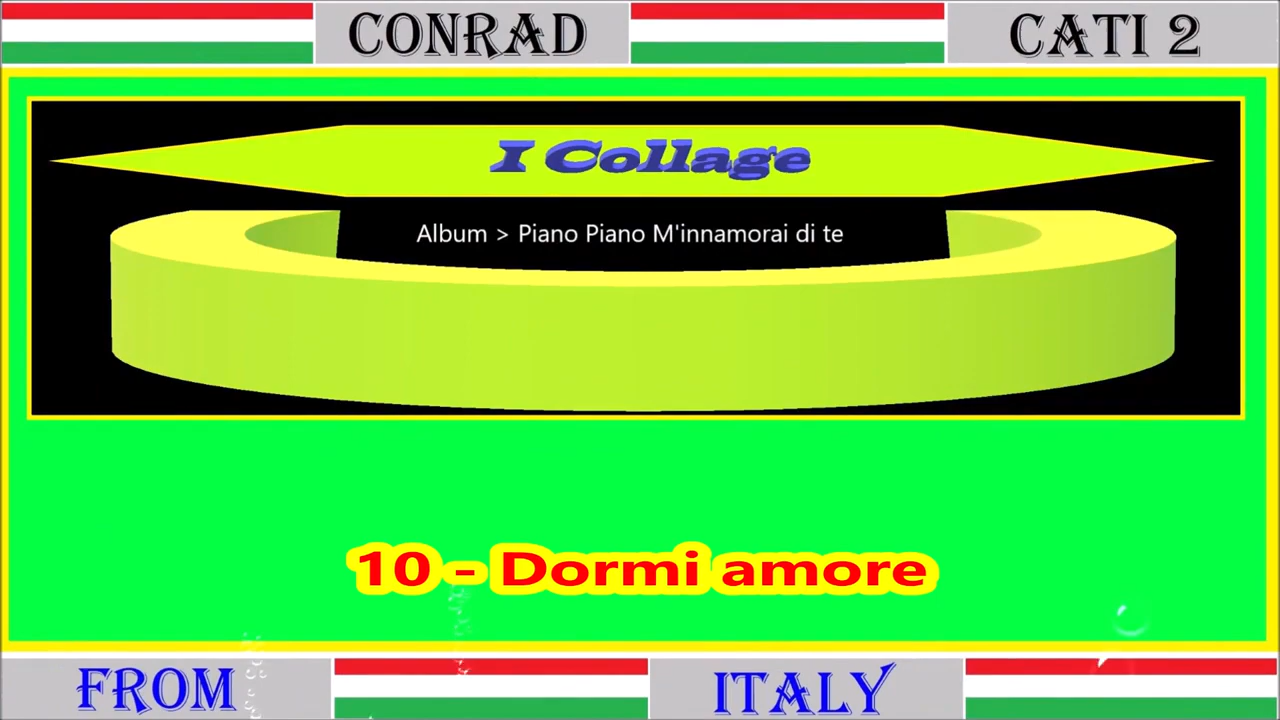 CONRAD
CATI 2
I Collage
Album > Piano Piano M'innamorai di te
10 - Dormi amore
FROM
ITALY